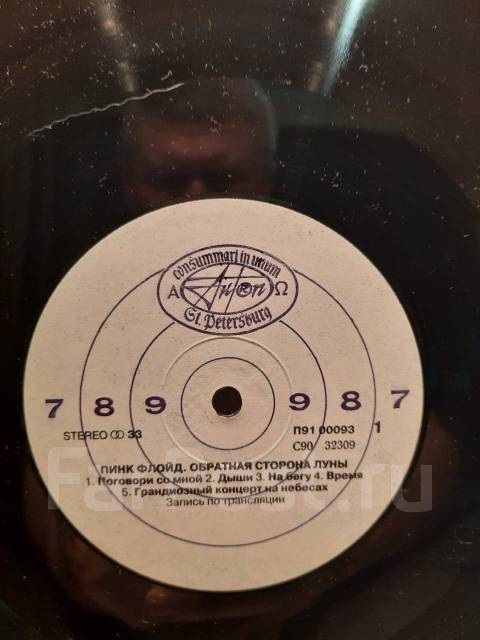 consummari in unum
А Антон Ω
St. Petersburg
7 8 9 9 8 7
STEREO 33
П91 00093 1
С90 32309
ПИНК ФЛОЙД. ОБРАТНАЯ СТОРОНА ЛУНЫ
1. Поговори со мной 2. Дыши 3. На бегу 4. Время
5. Грандиозный концерт на небесах
Запись по трансляции